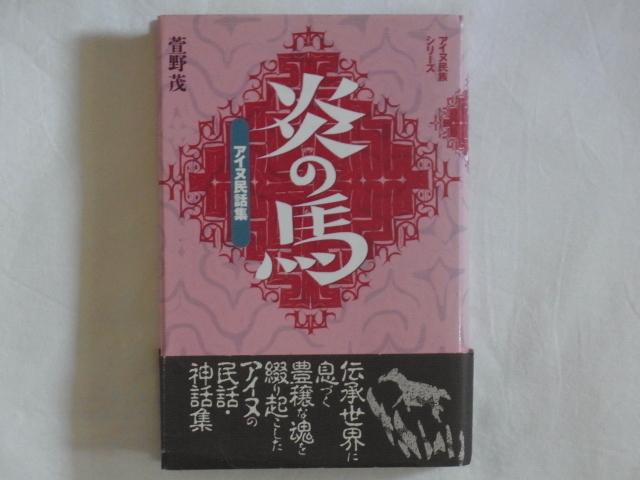 アイヌ民族
シリーズ
炎の馬
アイヌ民話集
萱野茂
伝承世界に
息づく
豊穣な魂を
綴り起こした
アイヌの
民話・
神話集